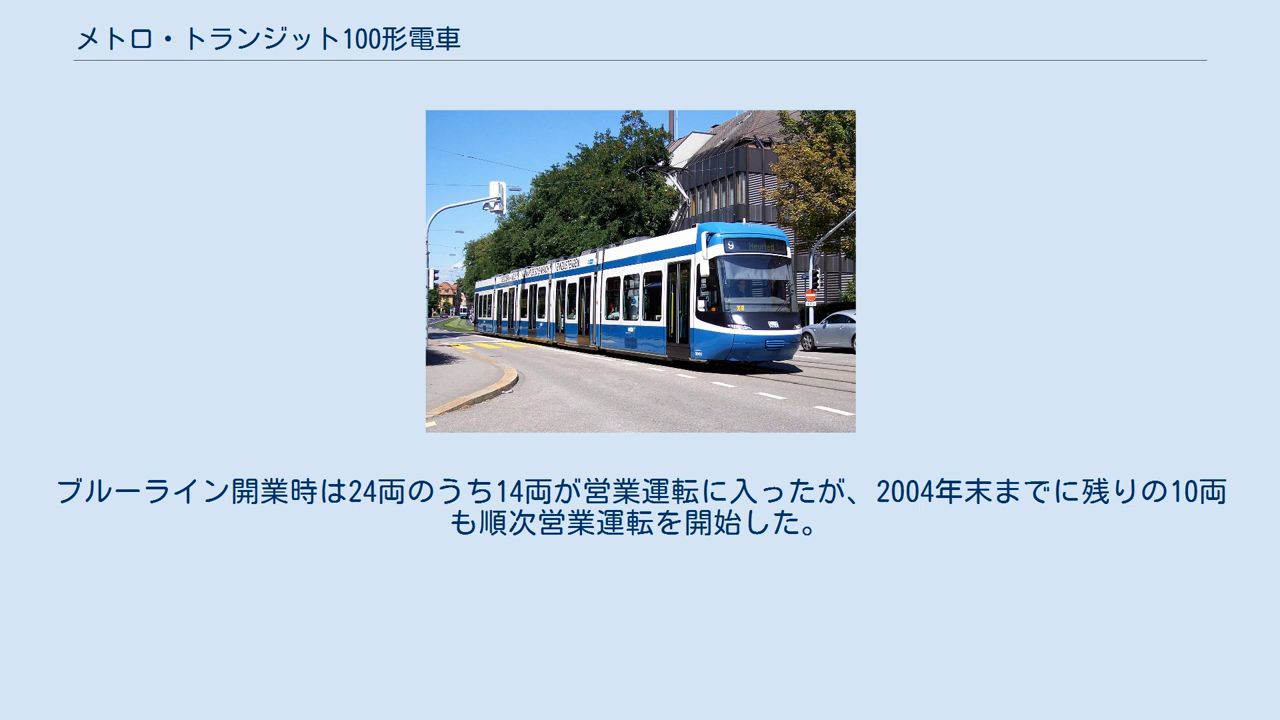 メトロ・トランジット100形電車
9 Heuried
ブルーライン開業時は24両のうち14両が営業運転に入ったが、2004年末までに残りの10両
も順次営業運転を開始した。